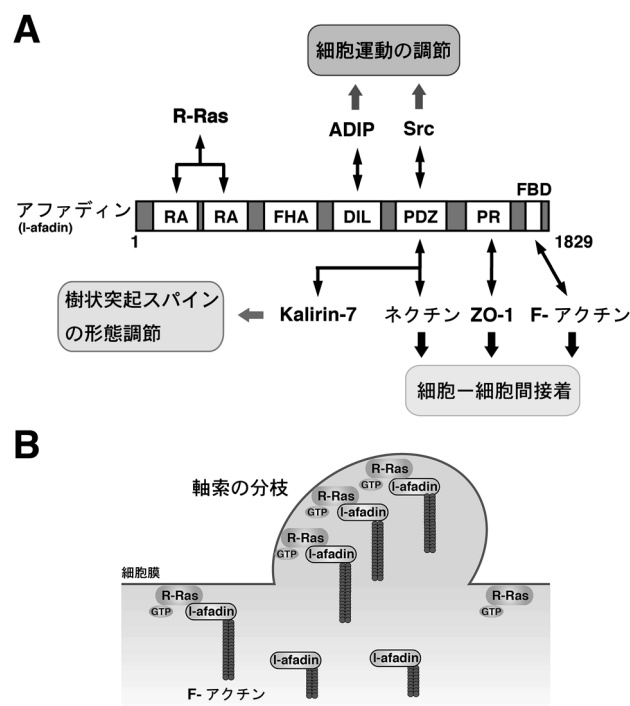 A
細胞運動の調節
R-Ras
ADIP
Src
FBD
アファディン
(l-afadin)
RA
RA
FHA
DIL
PDZ
PR
1
1829
樹状突起スパイン
の形態調節
Kalirin-7
ネクチン
ZO-1
F- アクチン
細胞ー細胞間接着
B
軸索の分枝
R-Ras
GTP
l-afadin
R-Ras
GTP
l-afadin
R-Ras
GTP
l-afadin
細胞膜
R-Ras
GTP
l-afadin
R-Ras
GTP
l-afadin
l-afadin
F- アクチン